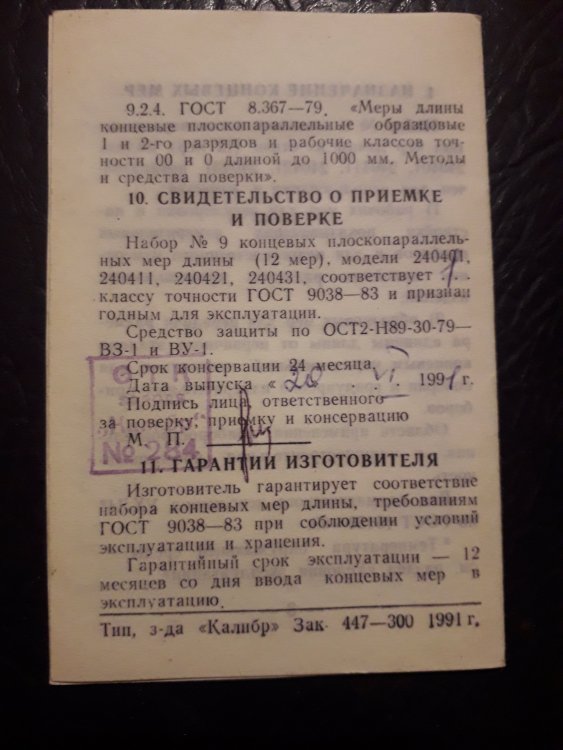 9.2.4. ГОСТ 8.367—79. «Меры длины
концевые плоскопараллельные образцовые
1 и 2-го разрядов и рабочие классов точ-
ности 00 и 0 длиной до 1000 мм. Методы
и средства поверки».
10. СВИДЕТЕЛЬСТВО О ПРИЕМКЕ
И ПОВЕРКЕ
Набор № 9 концевых плоскопараллель-
ных мер длины (12 мер), модели 240401,
240411, 240421, 240431, соответствует 1
классу точности ГОСТ 9038—83 и признан
годным для эксплуатации.
Средство защиты по ОСТ2-Н89-30-79—
ВЗ-1 и ВУ-1.
Срок консервации 24 месяца.
Дата выпуска « 20 . VI . 1991 г.
Подпись лица, ответственного
за поверку, приемку и консервацию
М. П.
№ 284
11. ГАРАНТИИ ИЗГОТОВИТЕЛЯ
Изготовитель гарантирует соответствие
набора концевых мер длины, требованиям
ГОСТ 9038—83 при соблюдении условий
эксплуатации и хранения.
Гарантийный срок эксплуатации — 12
месяцев со дня ввода концевых мер в
эксплуатацию.
Тип, з-да «Калибр» Зак 447—300 1991 г.